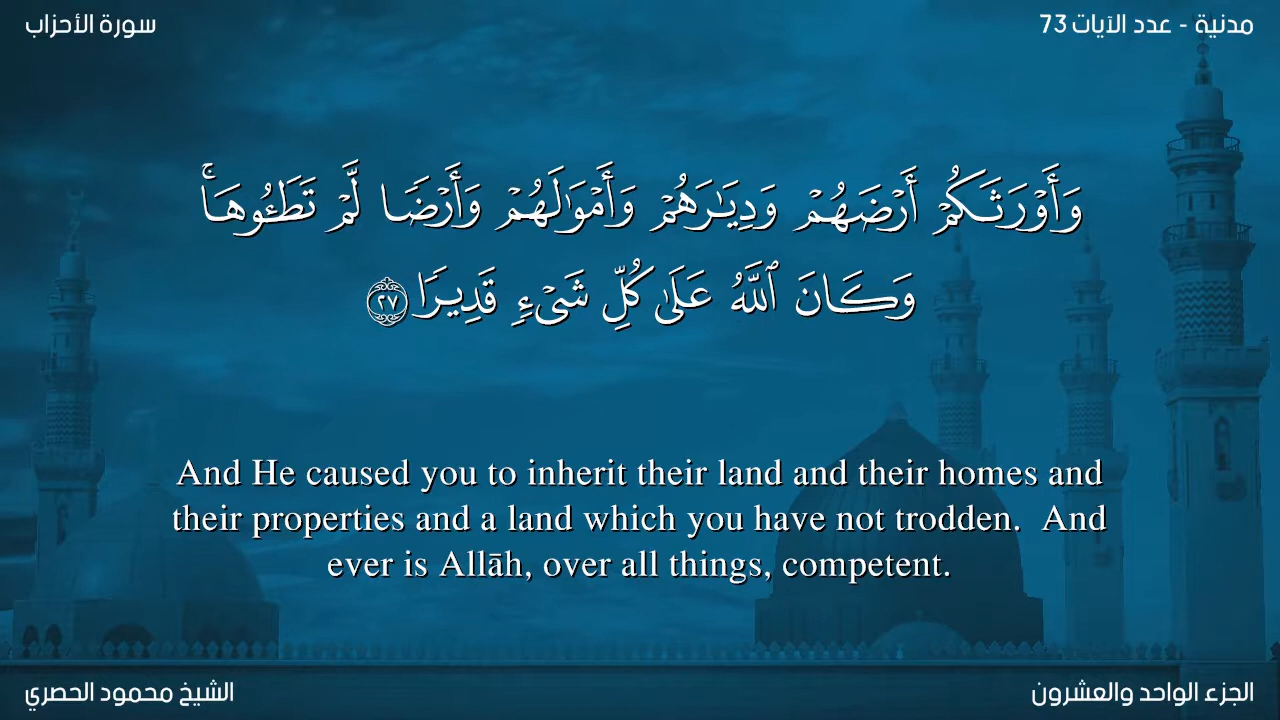 سورة الأحزاب
مدنية - عدد الآيات 73
وَأَوْرَثَكُمْ أَرْضَهُمْ وَدِيَٰرَهُمْ وَأَمْوَٰلَهُمْ وَأَرْضًا لَّمْ تَطَـُٔوهَاۚ
وَكَانَ ٱللَّهُ عَلَىٰ كُلِّ شَىْءٍ قَدِيرًا ٢٧
And He caused you to inherit their land and their homes and
their properties and a land which you have not trodden.  And
ever is Allāh, over all things, competent.
الشيخ محمود الحصري
الجزء الواحد والعشرون